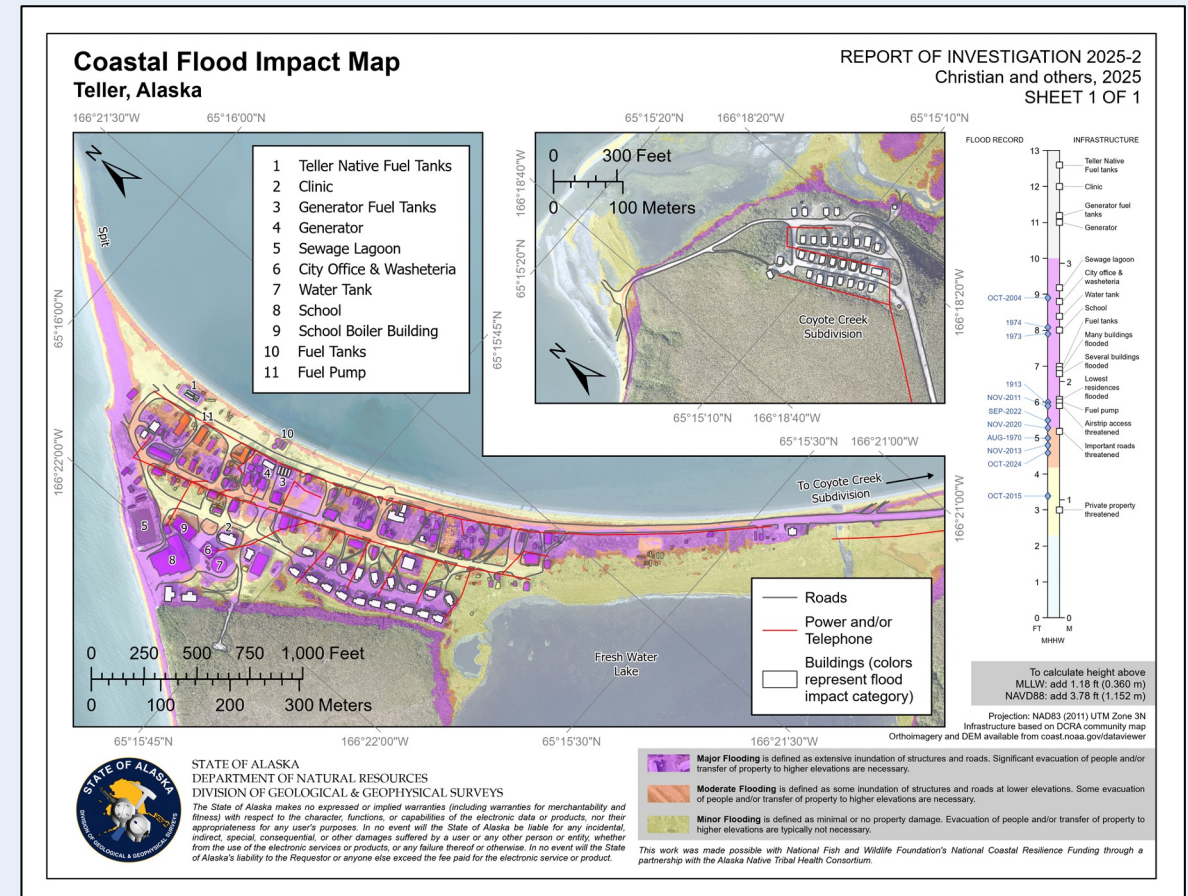 Coastal Flood Impact Map
Teller, Alaska
REPORT OF INVESTIGATION 2025-2
Christian and others, 2025
SHEET 1 OF 1
166°21'30"W
65°16'00"N
65°15'20"N
166°18'20"W
65°15'10"N
N
Spit
1 Teller Native Fuel Tanks
2 Clinic
3 Generator Fuel Tanks
4 Generator
5 Sewage Lagoon
6 City Office & Washeteria
7 Water Tank
8 School
9 School Boiler Building
10 Fuel Tanks
11 Fuel Pump
65°16'00"N
166°22'00"W
65°15'45"N
166°18'40"W
65°15'20"N
0 300 Feet
0 100 Meters
Coyote Creek
Subdivision
N
166°18'20"W
65°15'10"N
166°18'40"W
65°15'30"N
166°21'00"W
166°21'00"W
1
11
10
4
3
5
9
2
6
8
7
To Coyote Creek
Subdivision
Fresh Water
Lake
0 250 500 750 1,000 Feet
0 100 200 300 Meters
Roads
Power and/or
Telephone
Buildings (colors
represent flood
impact category)
65°15'45"N
166°22'00"W
65°15'30"N
166°21'30"W
FLOOD RECORD
INFRASTRUCTURE
13
12
11
10
9
8
7
6
5
4
3
2
1
0
FT
3
2
1
0
M
MHHW
OCT-2004
1974
1973
1913
NOV-2011
SEP-2022
NOV-2020
AUG-1970
NOV-2013
OCT-2024
OCT-2015
Teller Native
Fuel tanks
Clinic
Generator fuel
tanks
Generator
Sewage lagoon
City office &
washeteria
Water tank
School
Fuel tanks
Many buildings
flooded
Several buildings
flooded
Lowest
residences
flooded
Fuel pump
Airstrip access
threatened
Important roads
threatened
Private property
threatened
To calculate height above
MLLW: add 1.18 ft (0.360 m)
NAVD88: add 3.78 ft (1.152 m)
Projection: NAD83 (2011) UTM Zone 3N
Infrastructure based on DCRA community map
Orthoimagery and DEM available from coast.noaa.gov/dataviewer
STATE OF ALASKA
DIVISION OF GEOLOGICAL & GEOPHYSICAL SURVEYS
STATE OF ALASKA
DEPARTMENT OF NATURAL RESOURCES
DIVISION OF GEOLOGICAL & GEOPHYSICAL SURVEYS
The State of Alaska makes no expressed or implied warranties (including warranties for merchantability and
fitness) with respect to the character, functions, or capabilities of the electronic data or products, nor their
appropriateness for any user's purposes. In no event will the State of Alaska be liable for any incidental,
indirect, special, consequential, or other damages suffered by a user or any other person or entity, whether
from the use of the electronic services or products, or any failure thereof or otherwise. In no event will the State
of Alaska's liability to the Requestor or anyone else exceed the fee paid for the electronic service or product.
Major Flooding is defined as extensive inundation of structures and roads. Significant evacuation of people and/or
transfer of property to higher elevations are necessary.
Moderate Flooding is defined as some inundation of structures and roads at lower elevations. Some evacuation
of people and/or transfer of property to higher elevations are necessary.
Minor Flooding is defined as minimal or no property damage. Evacuation of people and/or transfer of property to
higher elevations are typically not necessary.
This work was made possible with National Fish and Wildlife Foundation's National Coastal Resilience Funding through a
partnership with the Alaska Native Tribal Health Consortium.